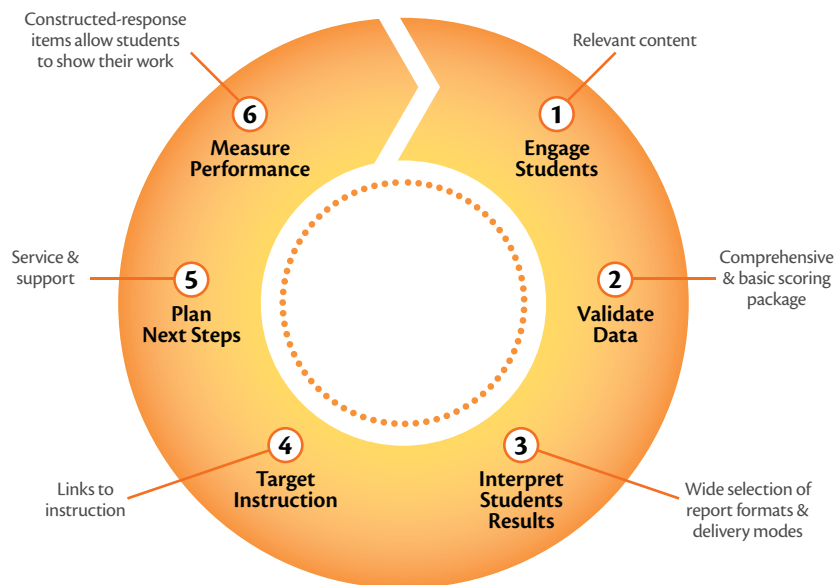 Relevant content
1
Engage
Students
Comprehensive
& basic scoring
package
2
Validate
Data
3
Interpret
Students
Results
Wide selection of
report formats &
delivery modes
4
Target
Instruction
Links to
instruction
5
Plan
Next Steps
Service &
support
6
Measure
Performance
Constructed-response
items allow students
to show their work